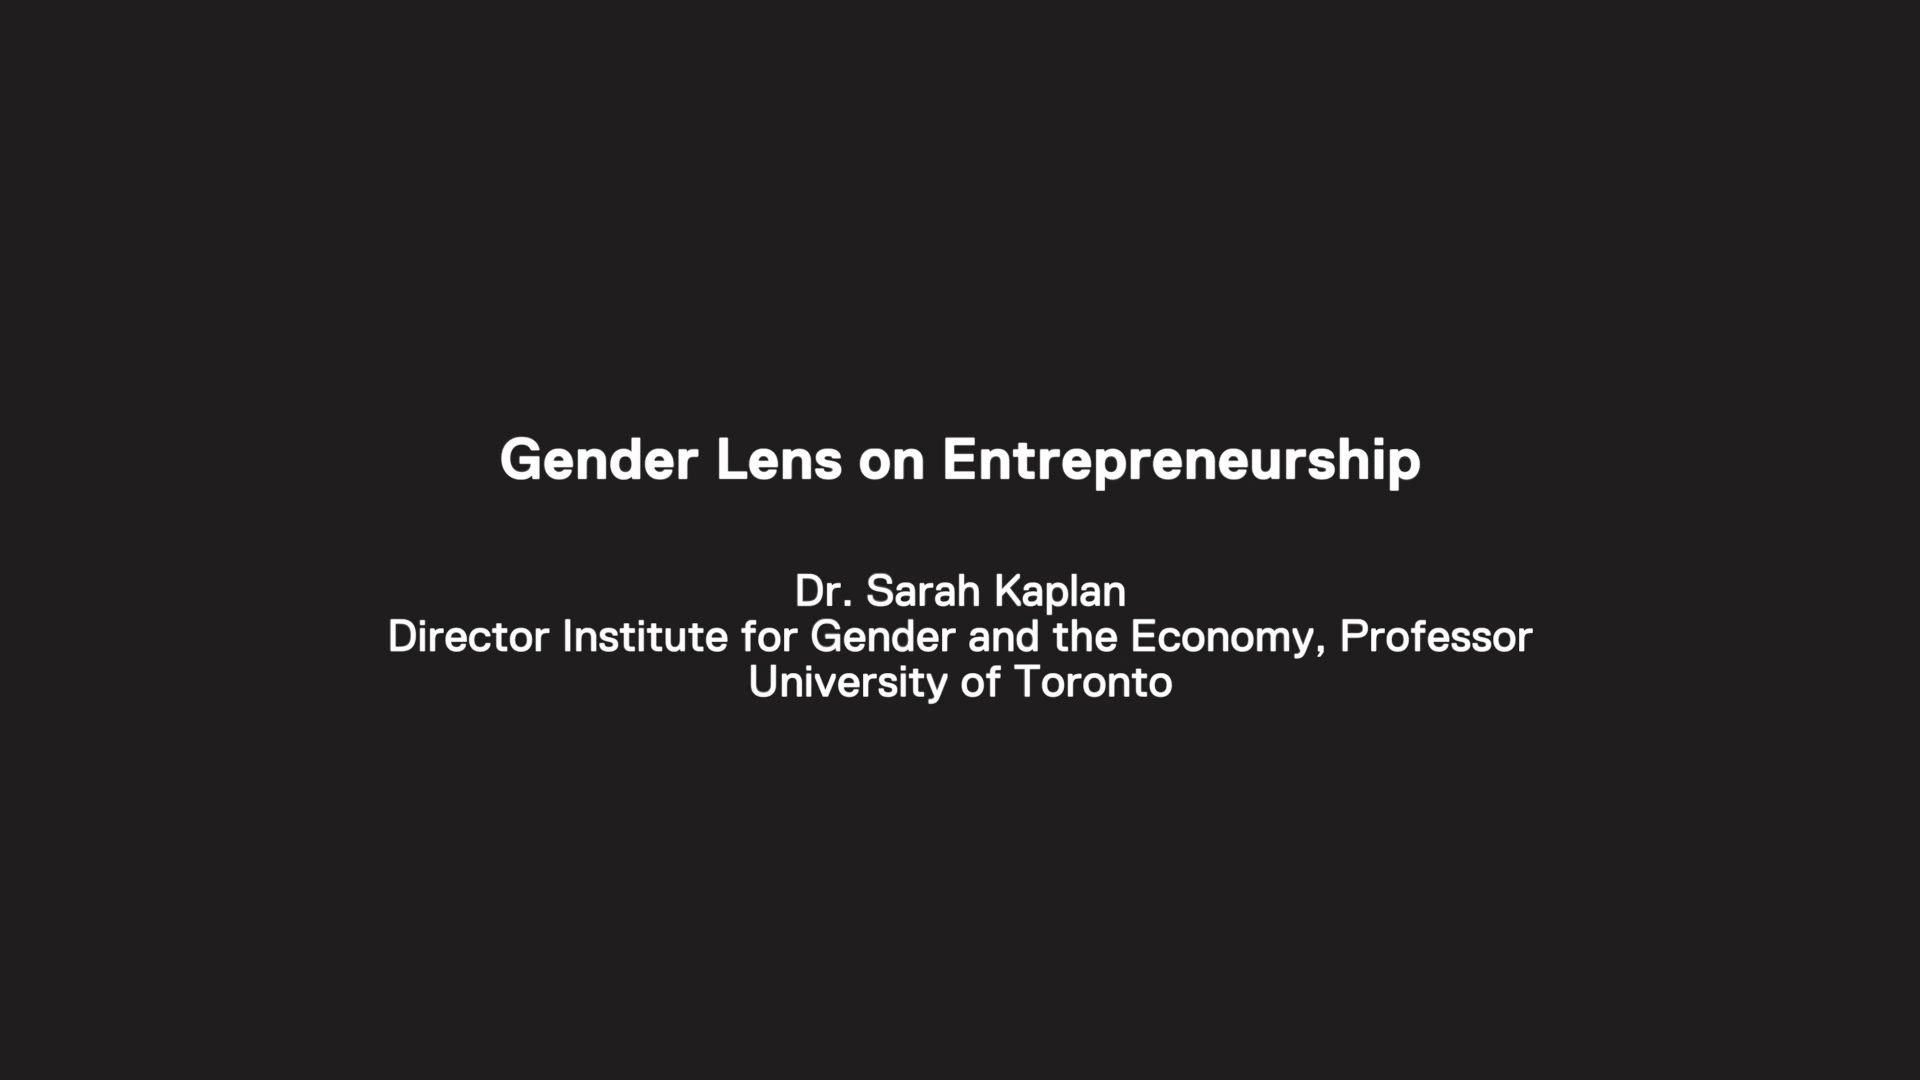 Gender Lens on Entrepreneurship
Dr. Sarah Kaplan
Director Institute for Gender and the Economy, Professor
University of Toronto